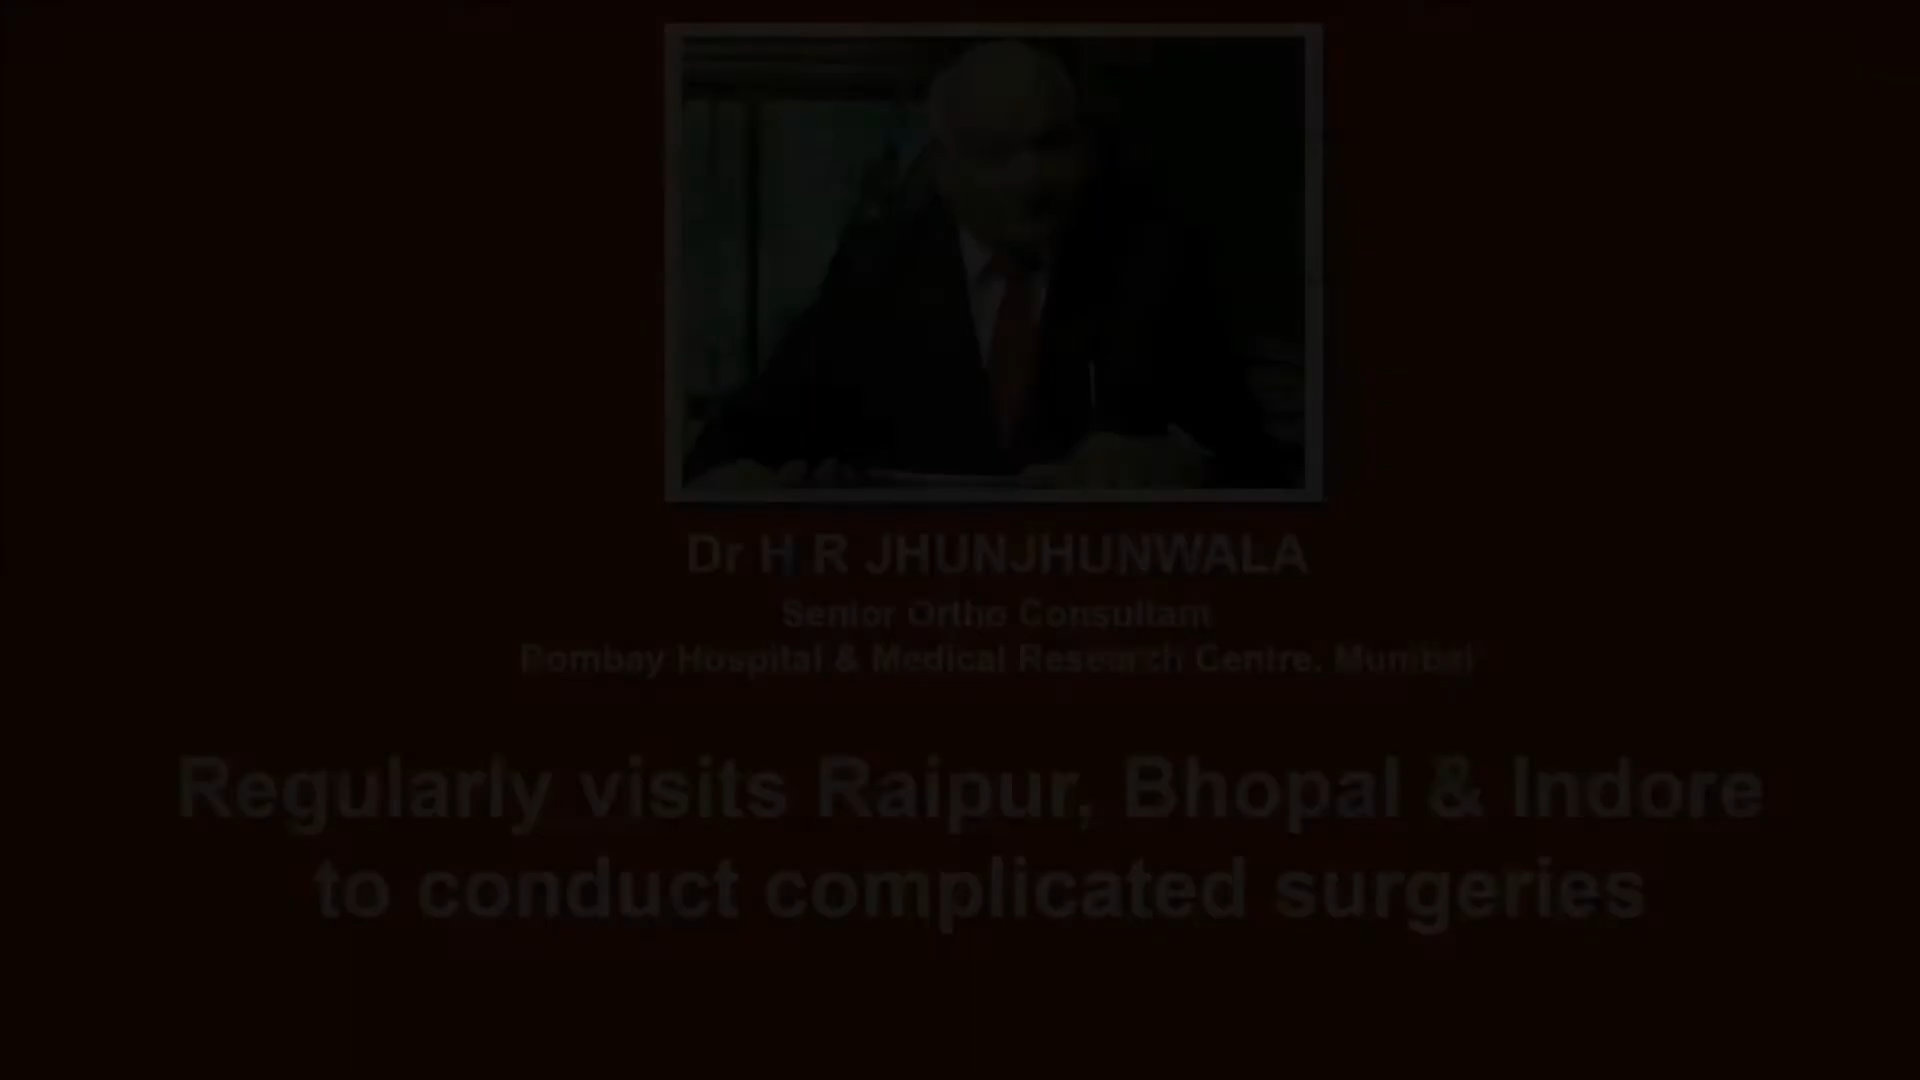 Dr H R JHUNJHUNWALA
Senior Ortho Consultant
Bombay Hospital & Medical Research Centre, Mumbai
Regularly visits Raipur, Bhopal & Indore
to conduct complicated surgeries